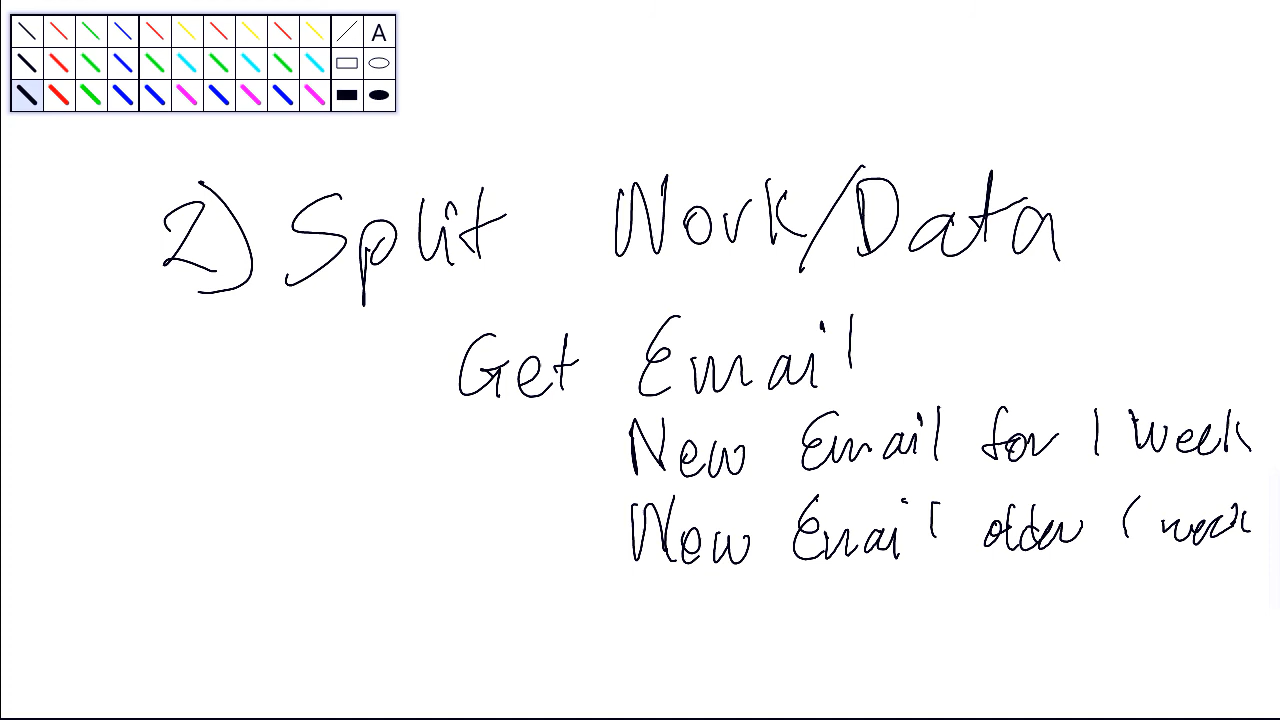 A
2) Split Work/Data
Get Email
New Email for 1 week
New Email older 1 week